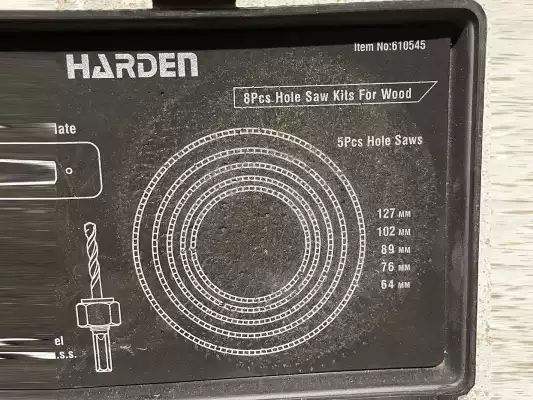 Item No:610545
HARDEN
8Pcs Hole Saw Kits For Wood
5Pcs Hole Saws
127 MM
102 MM
89 MM
76 MM
64 MM